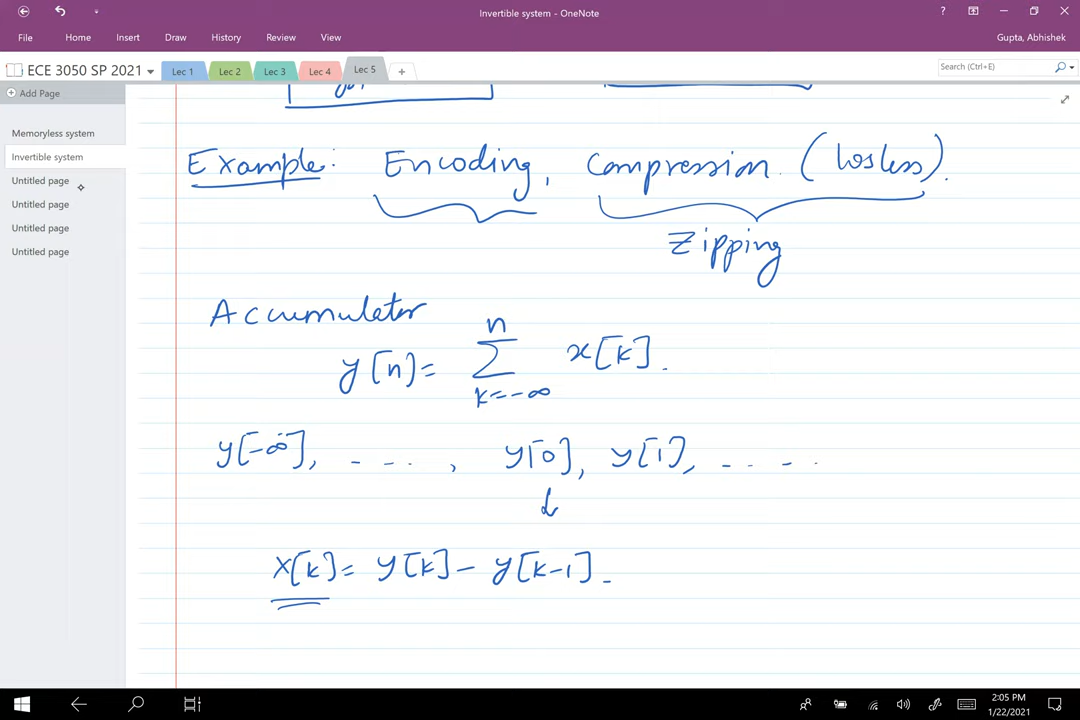 Invertible system - OneNote
File Home Insert Draw History Review View
Gupta, Abhishek
ECE 3050 SP 2021
Lec 1 Lec 2 Lec 3 Lec 4 Lec 5
Search (Ctrl+E)
Add Page
Memoryless system
Invertible system
Untitled page
Untitled page
Untitled page
Untitled page
Example: Encoding, Compression (losless).
Zipping
Accumulator
y[n] = n ∑ k=-∞ x[k].
y[-∞], . . . . , y[0], y[1], . . . . .
↓
x[k] = y[k] - y[k-1].
2:05 PM
1/22/2021